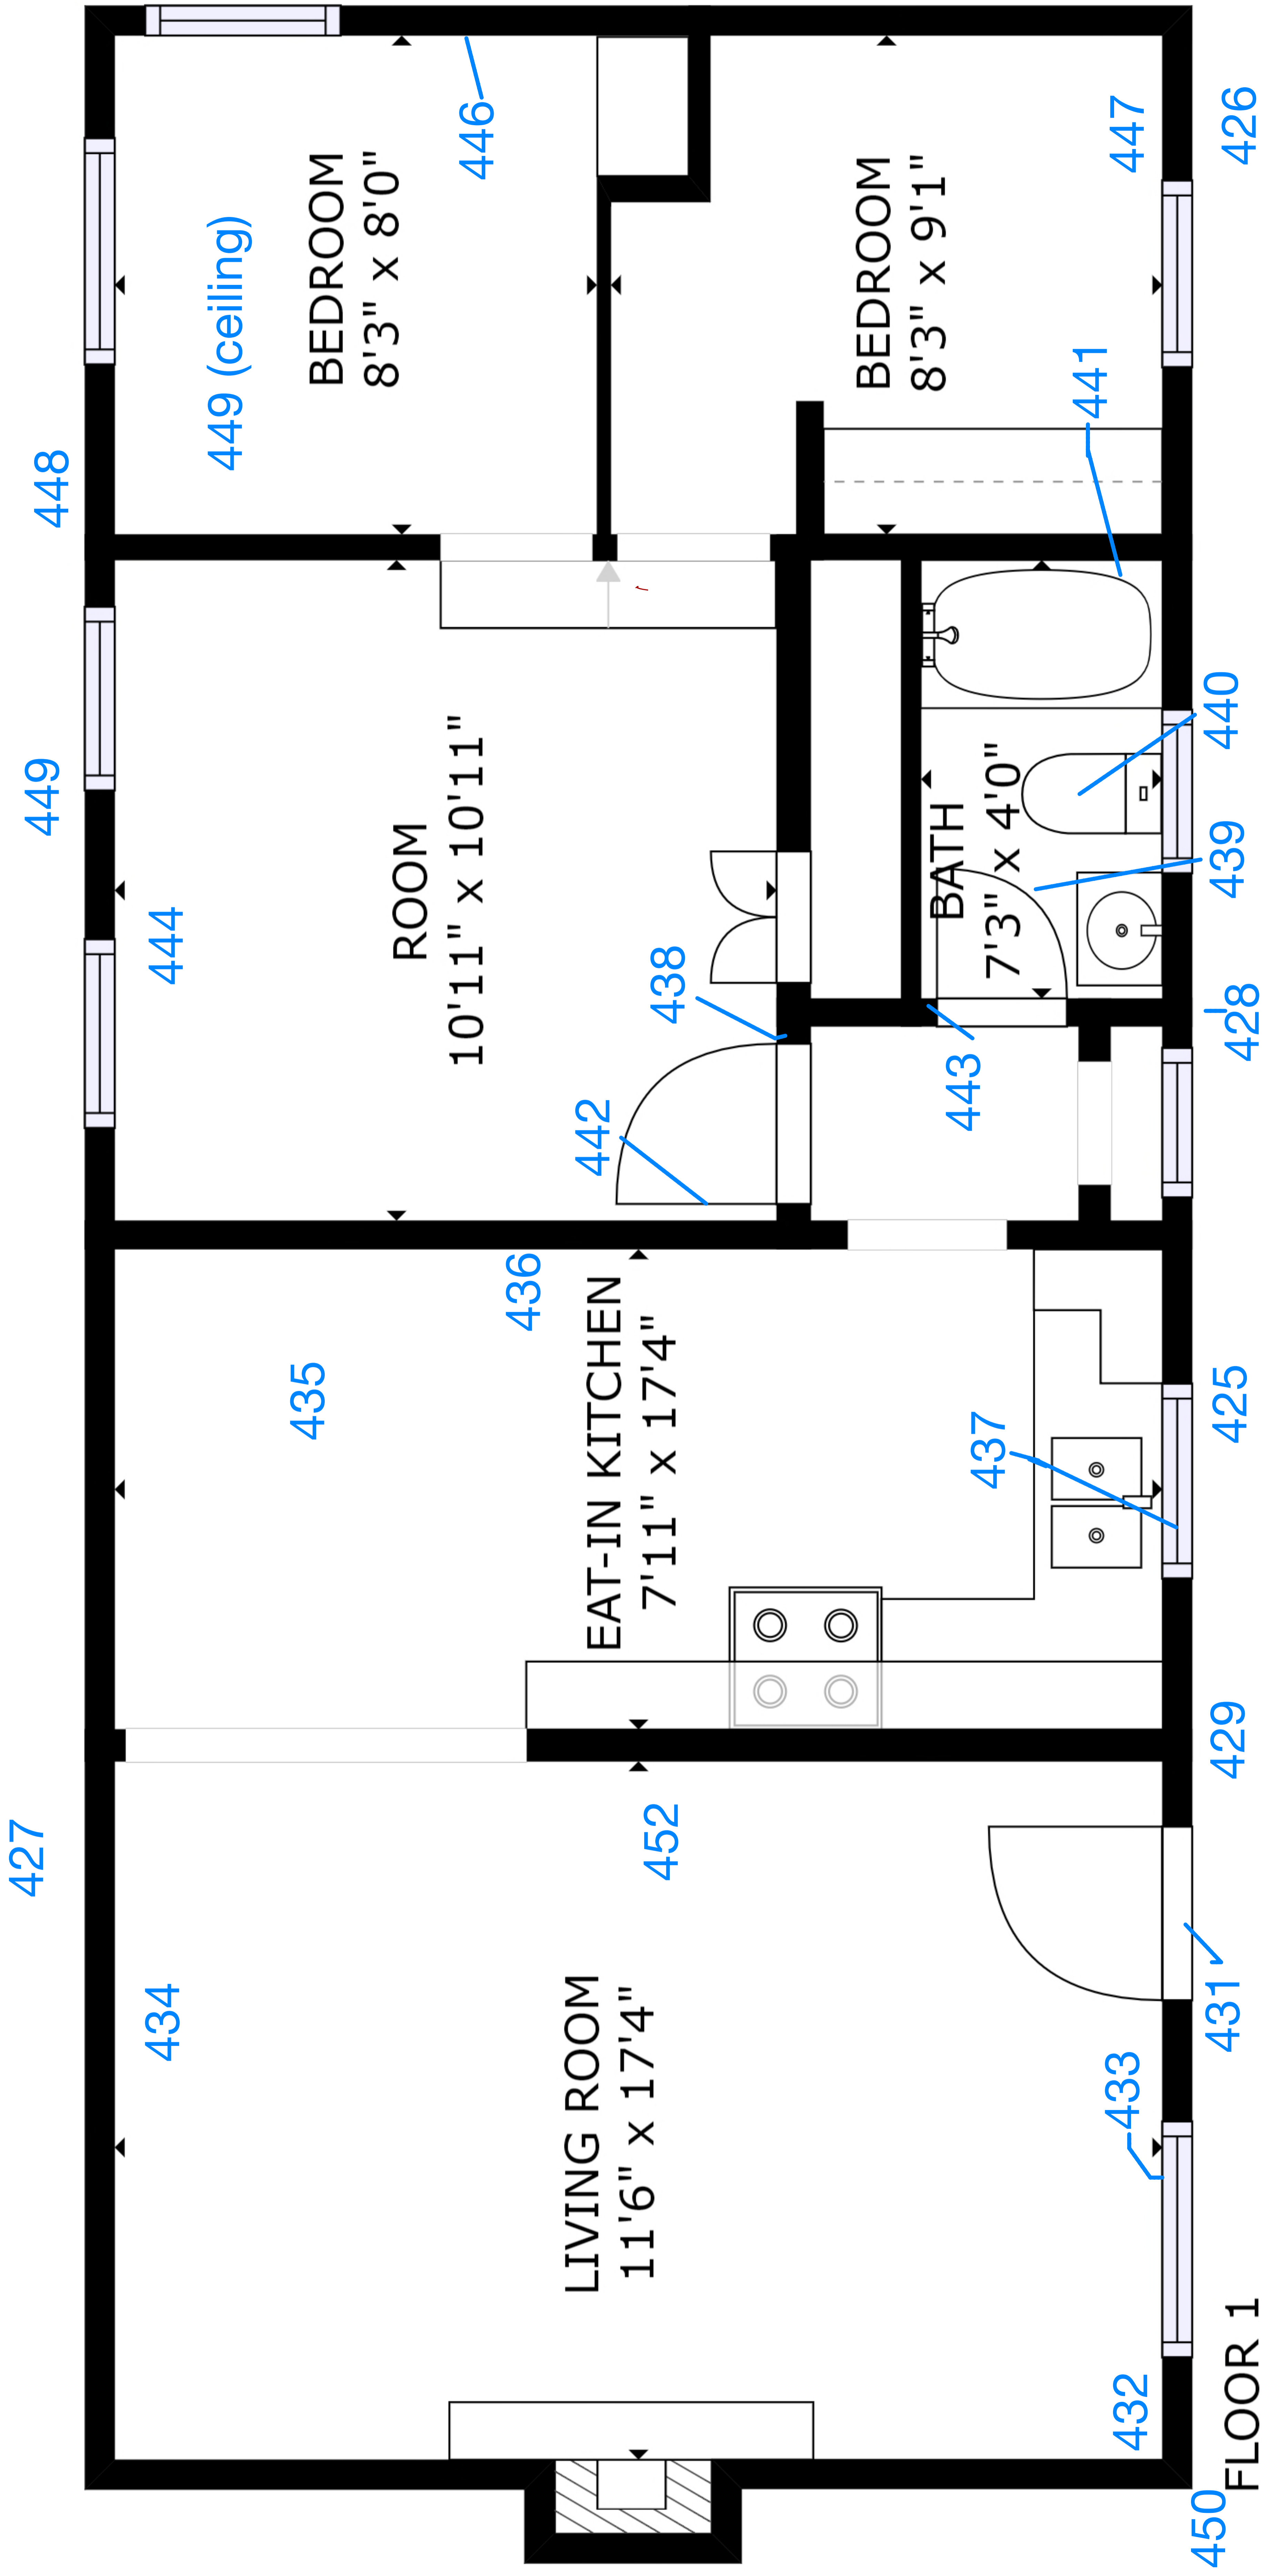 427
449
448
434
444
449 (ceiling)
435
BEDROOM
8'3" x 8'0"
ROOM
10'11" x 10'11"
446
436
LIVING ROOM
11'6" x 17'4"
EAT-IN KITCHEN
7'11" x 17'4"
442
438
452
BEDROOM
8'3" x 9'1"
BATH
7'3" x 4'0"
443
437
441
432
433
447
450
431
429
425
428
439
440
426
FLOOR 1